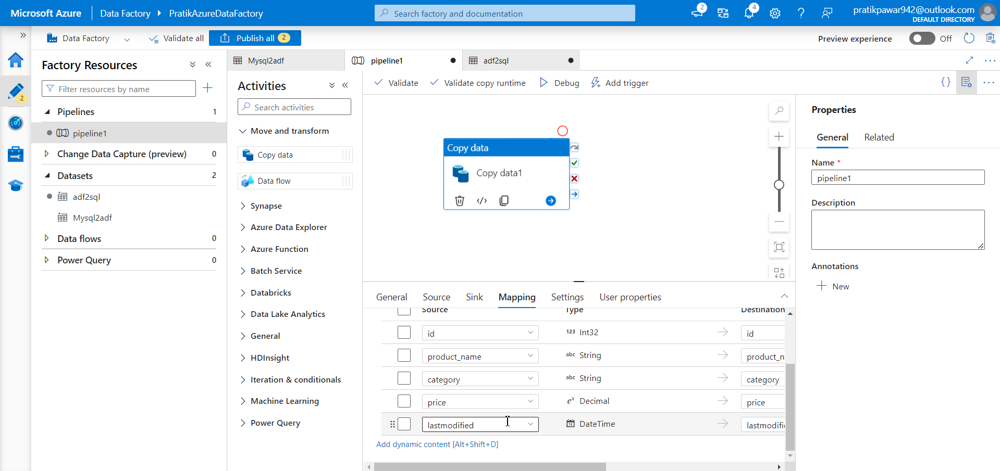 Microsoft Azure
Data Factory
PratikAzureDataFactory
Search factory and documentation
2
4
pratikpawar942@outlook.com
DEFAULT DIRECTORY
Data Factory
Validate all
Publish all
2
Preview experience
Off
2
Factory Resources
Filter resources by name
Pipelines
1
pipeline1
Change Data Capture (preview)
0
Datasets
2
adf2sql
Mysql2adf
Data flows
0
Power Query
0
Mysql2adf
pipeline1
adf2sql
Activities
Search activities
Move and transform
Copy data
Data flow
Synapse
Azure Data Explorer
Azure Function
Batch Service
Databricks
Data Lake Analytics
General
HDInsight
Iteration & conditionals
Machine Learning
Power Query
Validate
Validate copy runtime
Debug
Add trigger
Copy data
Copy data1
General
Source
Sink
Mapping
Settings
User properties
Source
Type
Destination
id
123 Int32
id
product_name
abc String
product_n
category
abc String
category
price
eˣ Decimal
price
lastmodified
DateTime
lastmodifi
Add dynamic content [Alt+Shift+D]
Properties
General
Related
Name *
pipeline1
Description
Annotations
New